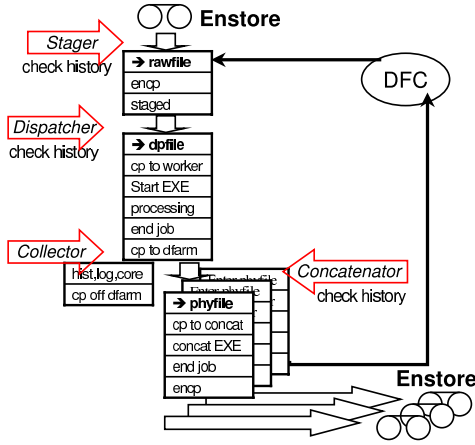 Enstore
Stager
check history
➔ rawfile
encp
staged
DFC
Dispatcher
check history
➔ dpfile
cp to worker
Start EXE
processing
end job
cp to dfarm
Collector
hist,log,core
cp off dfarm
Concatenator
check history
Enter phyfile
➔ phyfile
cp to concat
concat EXE
end job
encp
Enstore